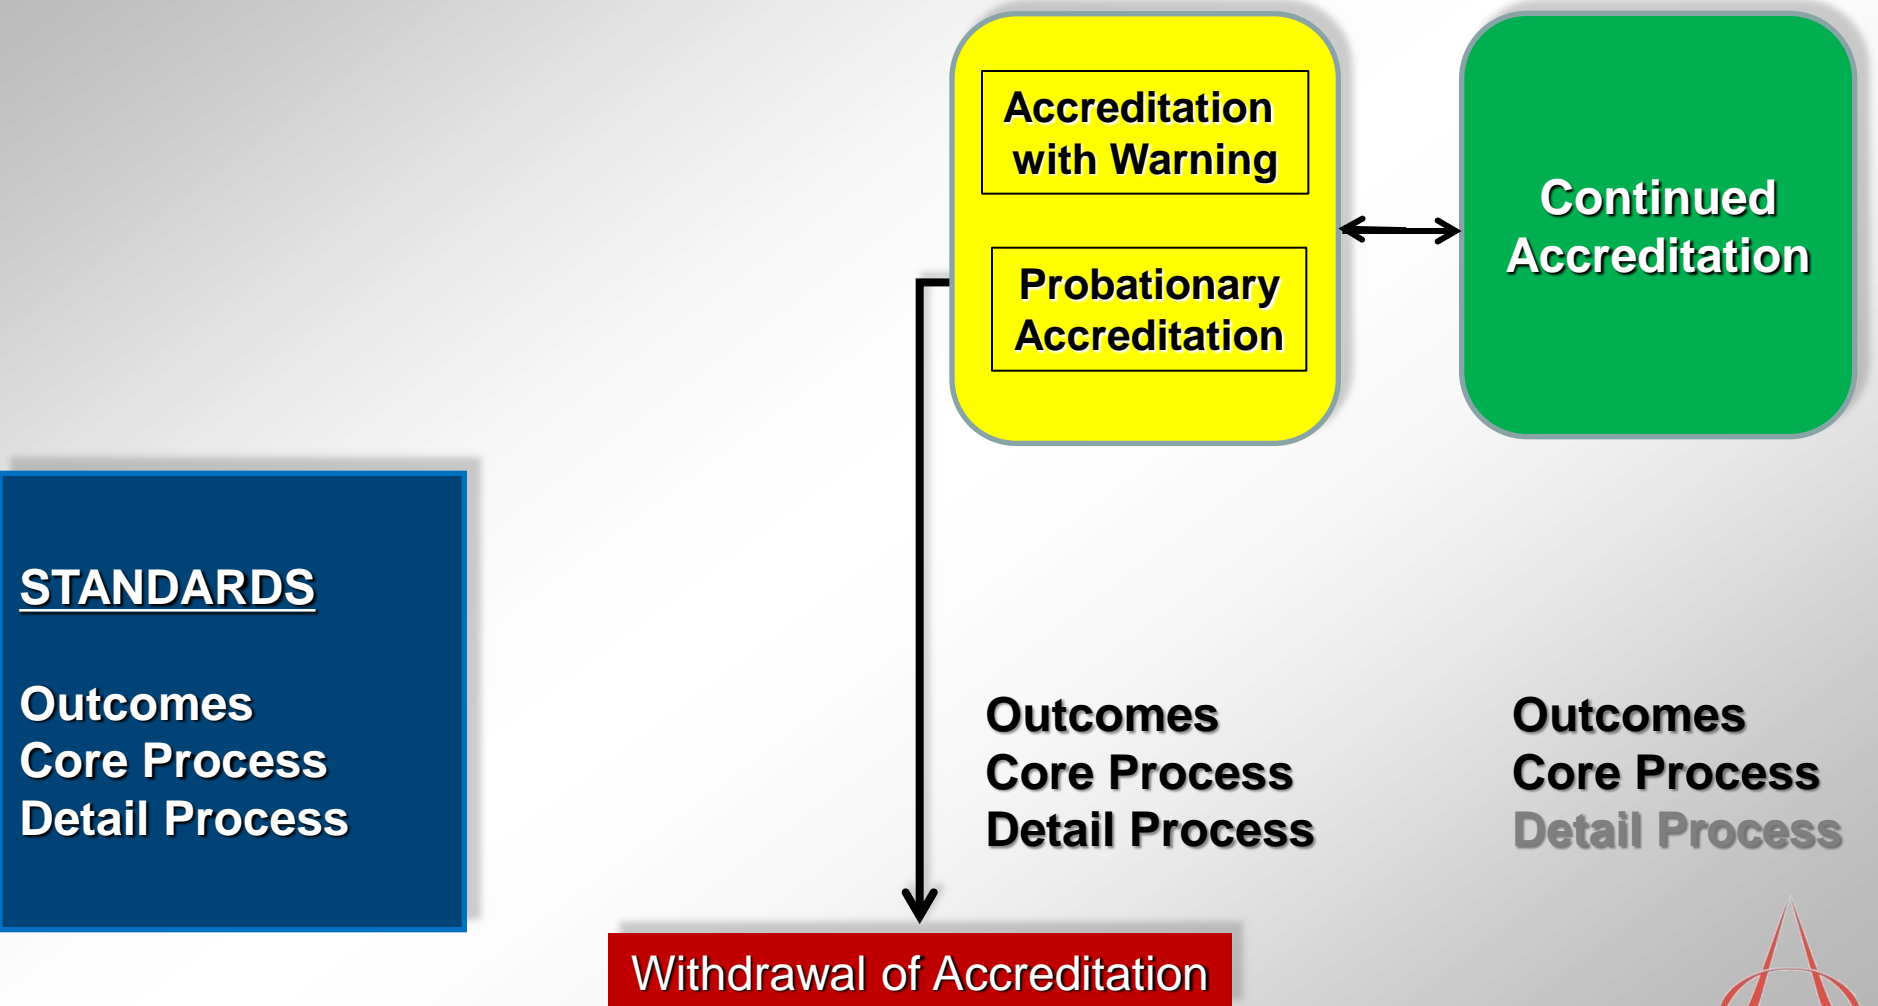 Accreditation
with Warning
Probationary
Accreditation
Continued
Accreditation
STANDARDS
Outcomes
Core Process
Detail Process
Outcomes
Core Process
Detail Process
Outcomes
Core Process
Detail Process
Withdrawal of Accreditation